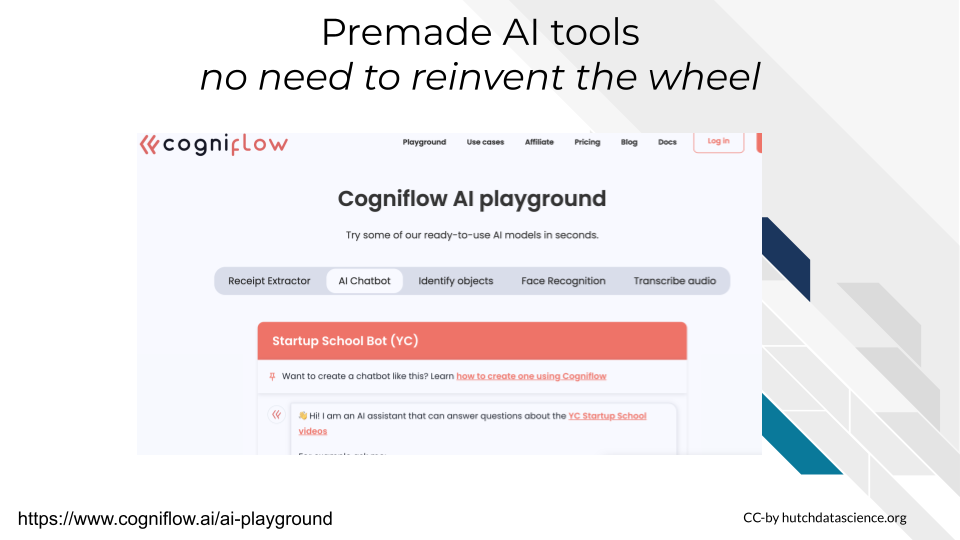 Premade AI tools
no need to reinvent the wheel
cogniflow
Playground Use cases Affiliate Pricing Blog Docs Log in
Cogniflow AI playground
Try some of our ready-to-use AI models in seconds.
Receipt Extractor AI Chatbot Identify objects Face Recognition Transcribe audio
Startup School Bot (YC)
Want to create a chatbot like this? Learn how to create one using Cogniflow
👋 Hi! I am an AI assistant that can answer questions about the YC Startup School
videos
https://www.cogniflow.ai/ai-playground
CC-by hutchdatascience.org